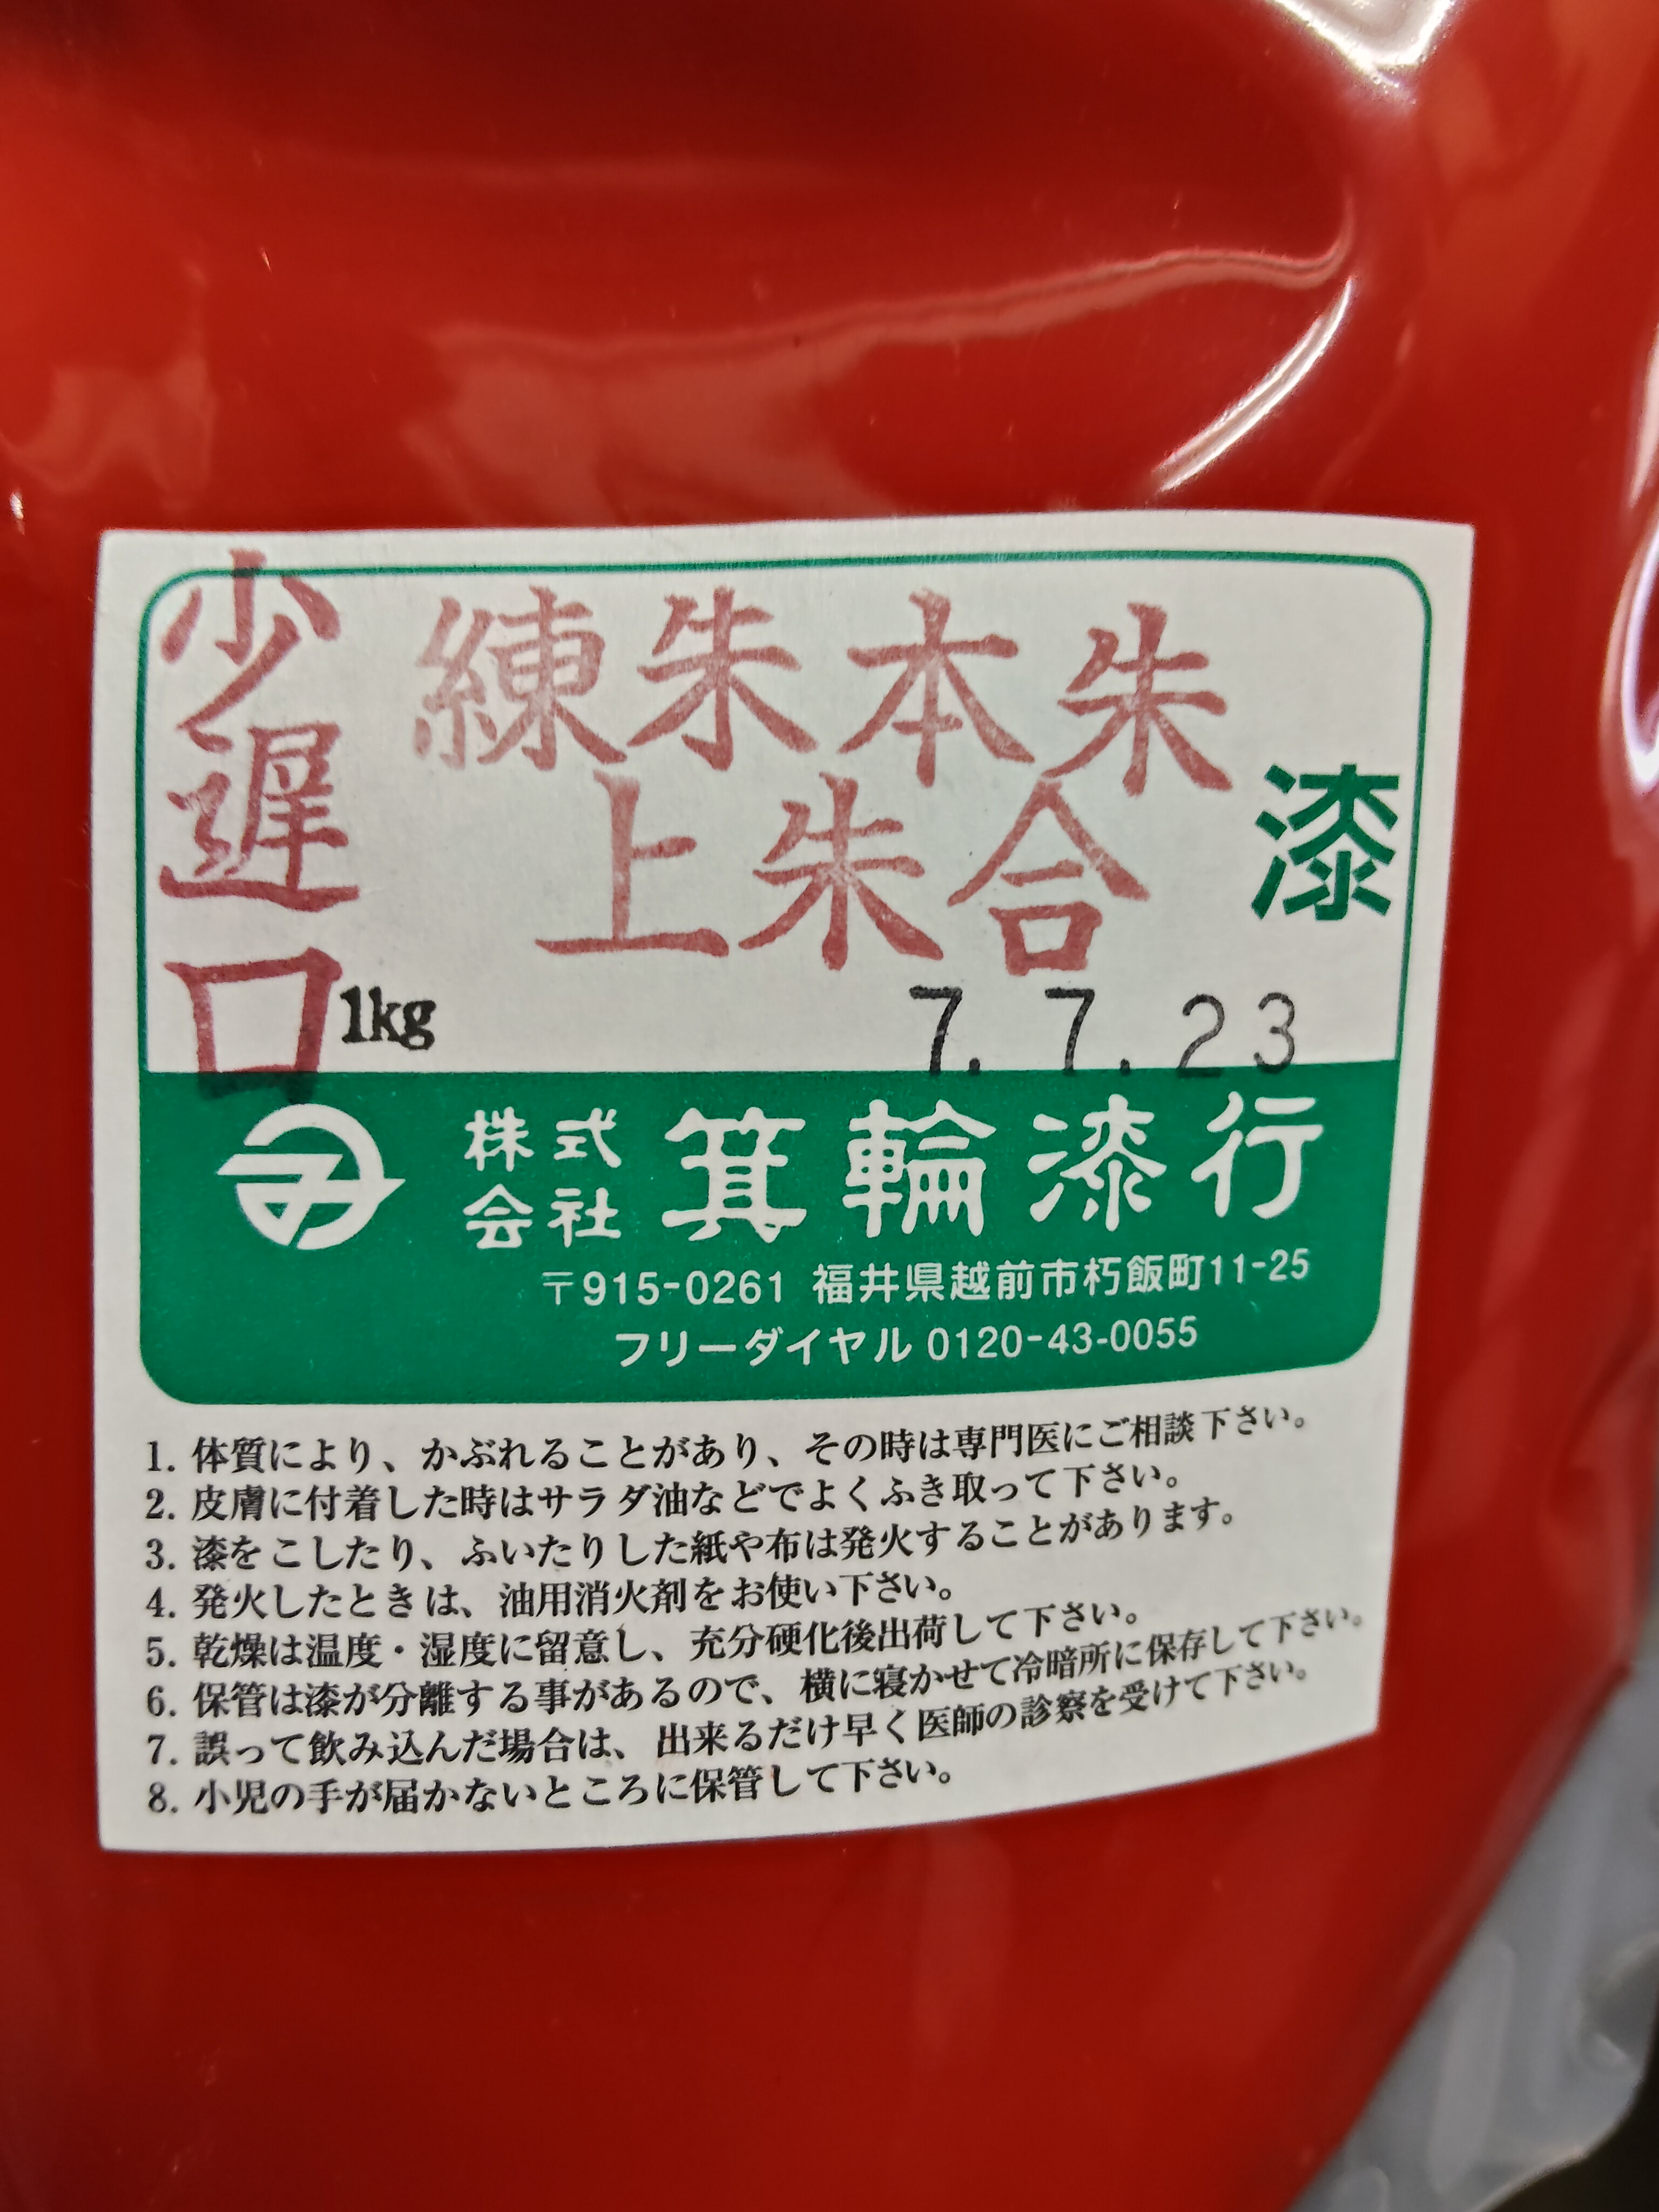 少遅口
練朱本朱
上朱合
漆
1kg
7.7.23
株式会社 箕輪漆行
〒915-0261 福井県越前市朽飯町11-25
フリーダイヤル 0120-43-0055
1. 体質により、かぶれることがあり、その時は専門医にご相談下さい。
2. 皮膚に付着した時はサラダ油などでよくふき取って下さい。
3. 漆をこしたり、ふいたりした紙や布は発火することがあります。
4. 発火したときは、油用消火剤をお使い下さい。
5. 乾燥は温度・湿度に留意し、充分硬化後出荷して下さい。
6. 保管は漆が分離する事があるので、横に寝かせて冷暗所に保存して下さい。
7. 誤って飲み込んだ場合は、出来るだけ早く医師の診察を受けて下さい。
8. 小児の手が届かないところに保管して下さい。